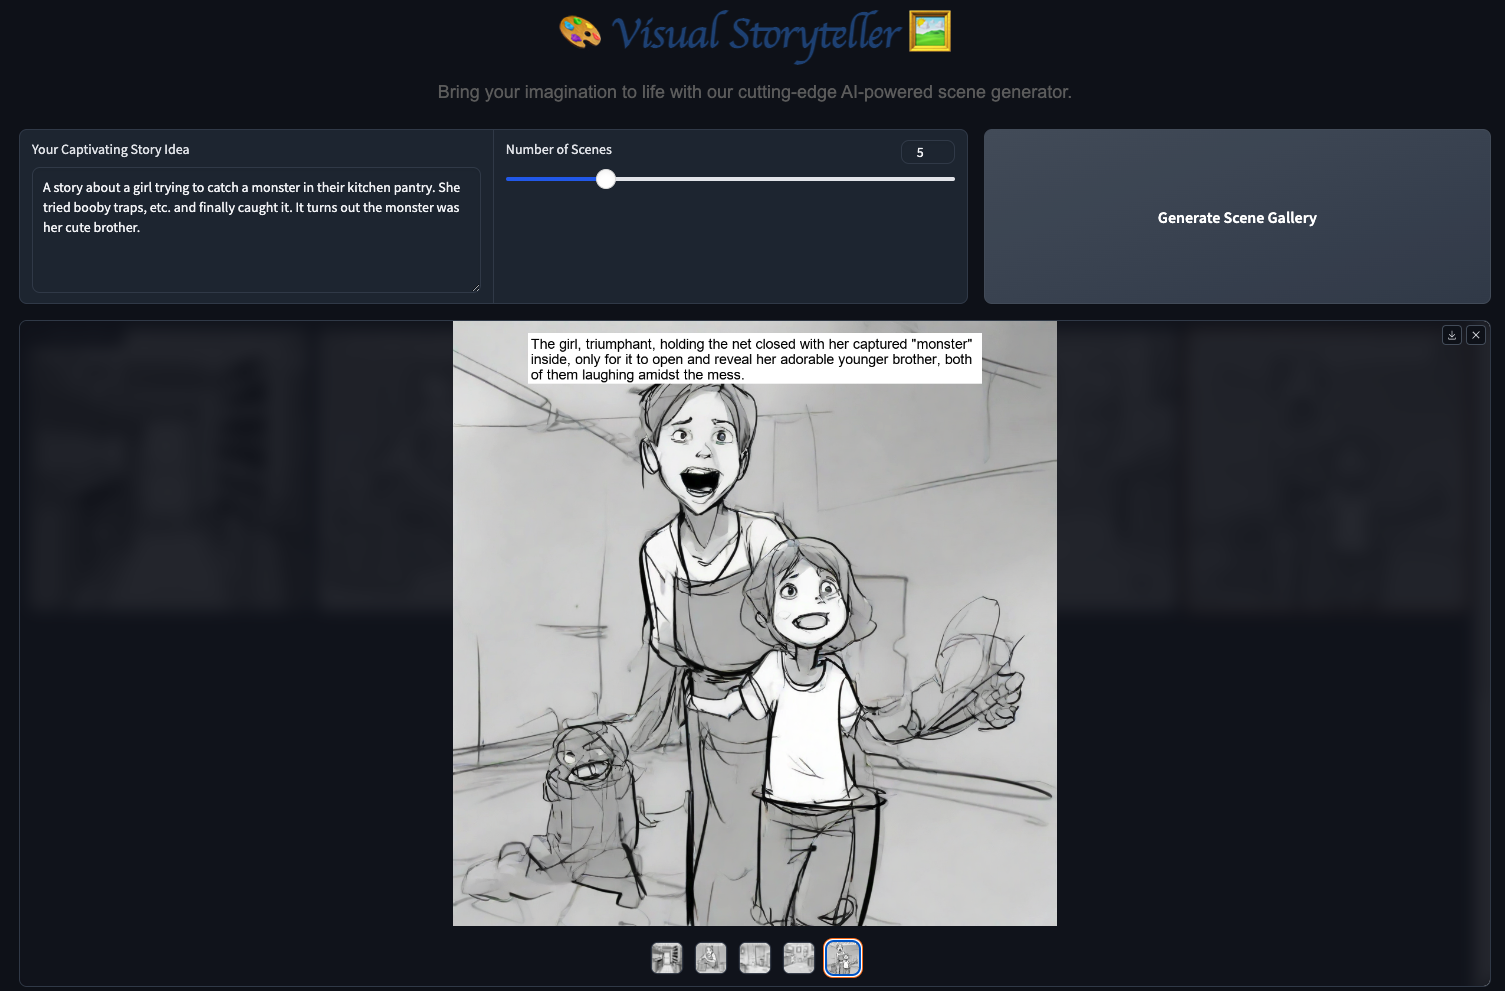 Visual Storyteller
Bring your imagination to life with our cutting-edge AI-powered scene generator.
Your Captivating Story Idea
A story about a girl trying to catch a monster in their kitchen pantry. She
tried booby traps, etc. and finally caught it. It turns out the monster was
her cute brother.
Number of Scenes
5
Generate Scene Gallery
The girl, triumphant, holding the net closed with her captured "monster"
inside, only for it to open and reveal her adorable younger brother, both
of them laughing amidst the mess.